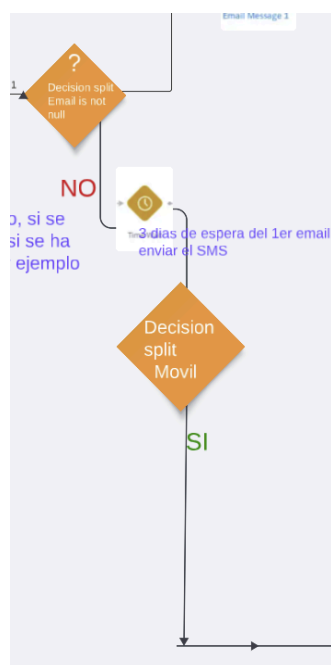 Email Message 1
?
1
Decision split
Email is not
null
NO
o, si se
si se ha
ejemplo
3 dias de espera del 1er email
enviar el SMS
Decision
split
Movil
SI